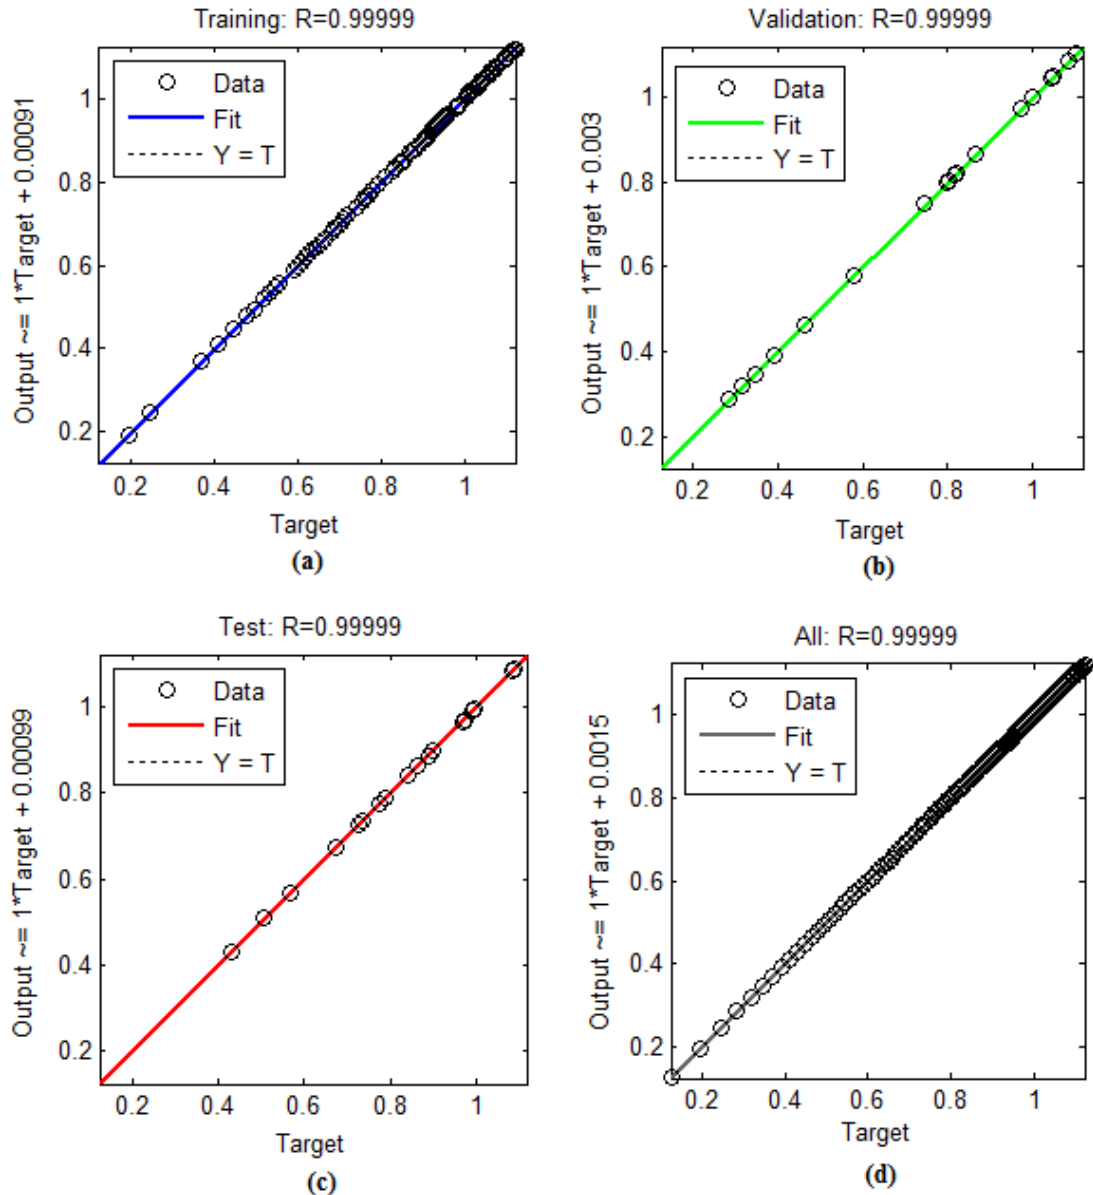 Training: R=0.99999
Output ~= 1*Target + 0.00091
Data
Fit
Y = T
1
0.8
0.6
0.4
0.2
0.2 0.4 0.6 0.8 1
Target
(a)
Validation: R=0.99999
Output ~= 1*Target + 0.003
Data
Fit
Y = T
1
0.8
0.6
0.4
0.2
0.2 0.4 0.6 0.8 1
Target
(b)
Test: R=0.99999
Output ~= 1*Target + 0.00099
Data
Fit
Y = T
1
0.8
0.6
0.4
0.2
0.2 0.4 0.6 0.8 1
Target
(c)
All: R=0.99999
Output ~= 1*Target + 0.0015
Data
Fit
Y = T
1
0.8
0.6
0.4
0.2
0.2 0.4 0.6 0.8 1
Target
(d)